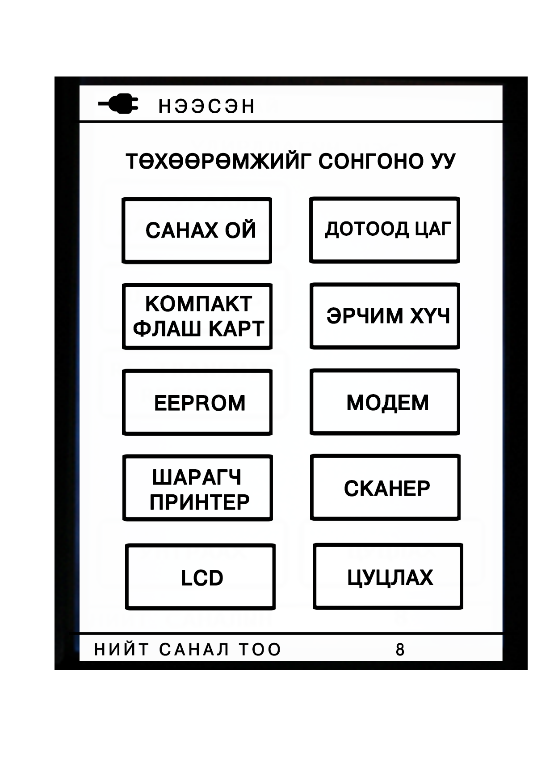 НЭЭСЭН
ТӨХӨӨРӨМЖИЙГ СОНГОНО УУ
САНАХ ОЙ
ДОТООД ЦАГ
КОМПАКТ
ФЛАШ КАРТ
ЭРЧИМ ХҮЧ
EEPROM
МОДЕМ
ШАРАГЧ
ПРИНТЕР
СКАНЕР
LCD
ЦУЦЛАХ
НИЙТ САНАЛ ТОО 8